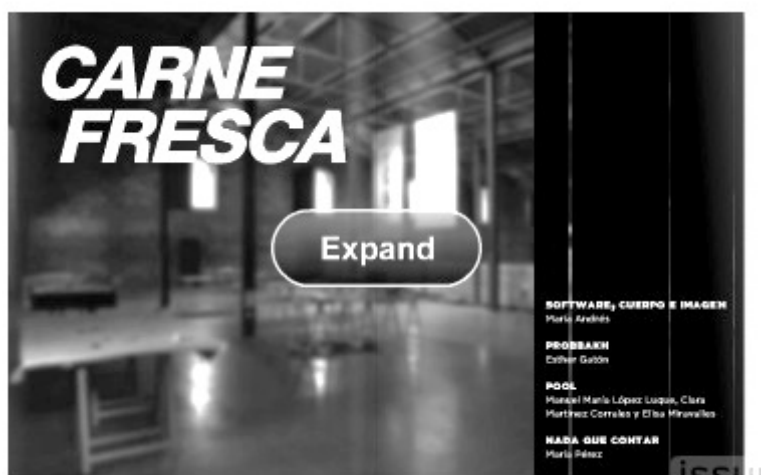 CARNE
FRESCA
Expand
SOFTWARE, CUERPO E IMAGEN
María Andrés
PROBBAKH
Esther Gatón
POOL
Manuel María López Luque, Clara
Martínez Corrales y Elisa Miravalles
NADA QUE CONTAR
María Pérez
issuu